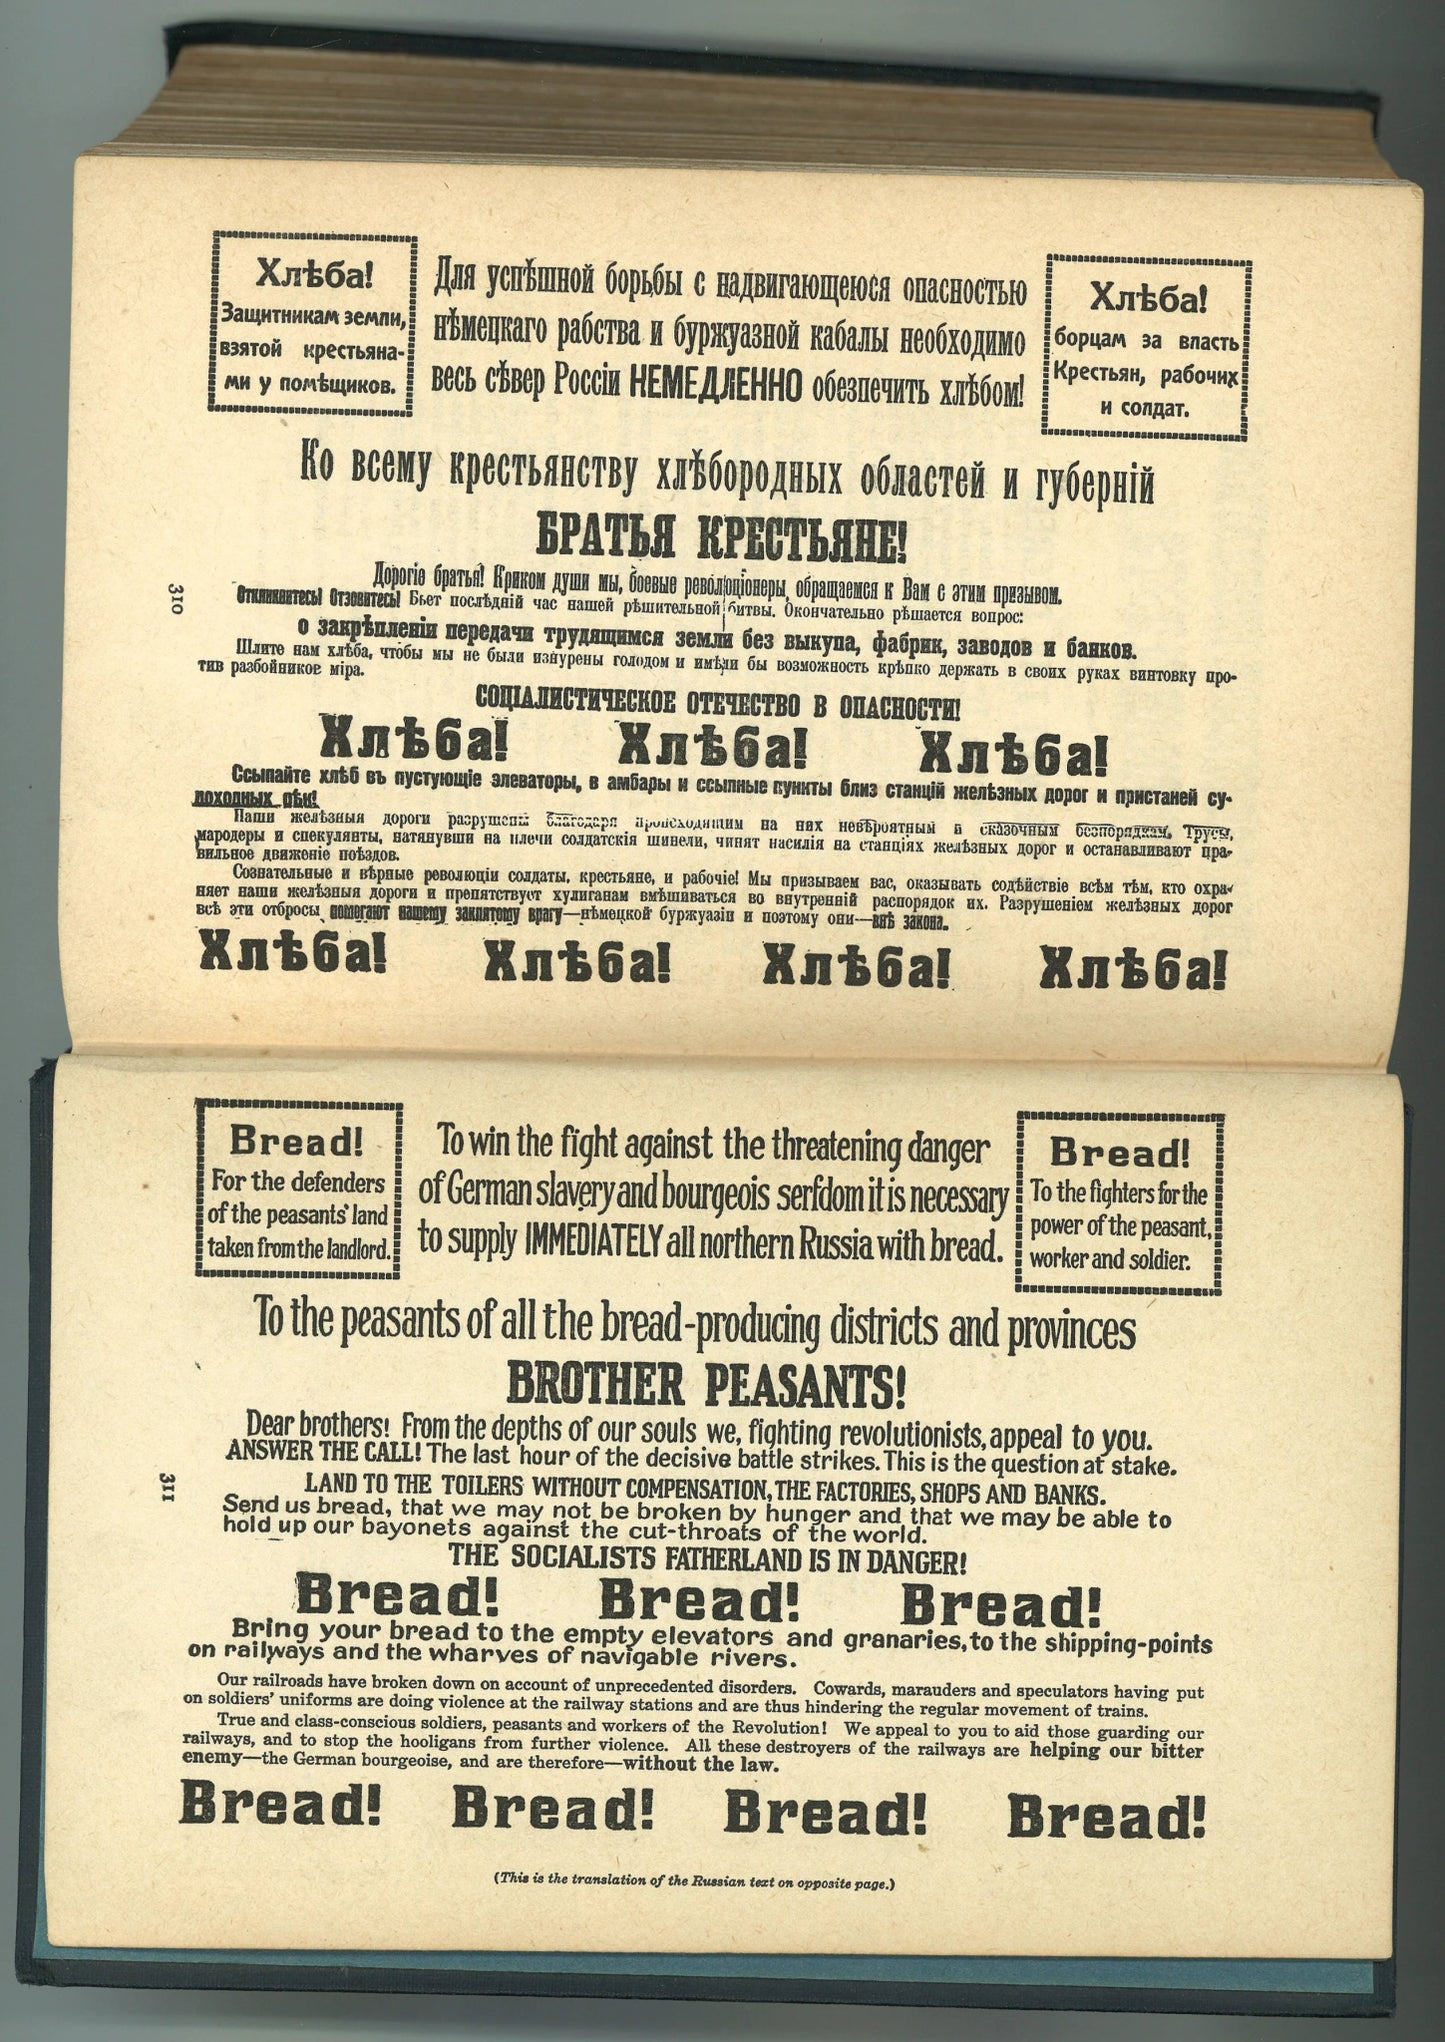 Хлѣба!
Защитникам земли,
взятой крестьяна-
ми у помѣщиков.
Для успѣшной борьбы с надвигающеюся опасностью
нѣмецкаго рабства и буржуазной кабалы необходимо
весь сѣвер Россіи НЕМЕДЛЕННО обезпечить хлѣбом!
Хлѣба!
борцам за власть
Крестьян, рабочих
и солдат.
Ко всему крестьянству хлѣбородных областей и губерній
БРАТЬЯ КРЕСТЬЯНЕ!
Дорогіе братья! Криком души мы, боевые революціонеры, обращаемся к Вам с этим призывом.
Откликнитесь! Отзовитесь! Бьет послѣдній час нашей рѣшительной битвы. Окончательно рѣшается вопрос:
о закрѣпленіи передачи трудящимся земли без выкупа, фабрик, заводов и банков.
Шлите нам хлѣба, чтобы мы не были изнурены голодом и имѣли бы возможность крѣпко держать в своих руках винтовку про-
тив разбойников міра.
СОЦІАЛИСТИЧЕСКОЕ ОТЕЧЕСТВО В ОПАСНОСТИ!
Хлѣба! Хлѣба! Хлѣба!
Ссыпайте хлѣб въ пустующіе элеваторы, в амбары и ссыпные пункты близ станцій желѣзных дорог и пристаней су-
доходных рѣк!
Наши желѣзныя дороги разрушены благодаря происходящим на них невѣроятным и сказочным безпорядкам. Трусы,
мародеры и спекулянты, натянувши на плечи солдатскія шинели, чинят насилія на станціях желѣзных дорог и останавливают пра-
вильное движеніе поѣздов.
Сознательные и вѣрные революціи солдаты, крестьяне, и рабочіе! Мы призываем вас, оказывать содѣйствіе всѣм тѣм, кто охра-
няет наши желѣзныя дороги и препятствует хулиганам вмѣшиваться во внутренній распорядок их. Разрушеніем желѣзных дорог
всѣ эти отбросы помогают нашему заклятому врагу—нѣмецкой буржуазіи и поэтому они—внѣ закона.
Хлѣба! Хлѣба! Хлѣба! Хлѣба!
310
Bread!
For the defenders
of the peasants' land
taken from the landlord.
To win the fight against the threatening danger
of German slavery and bourgeois serfdom it is necessary
to supply IMMEDIATELY all northern Russia with bread.
Bread!
To the fighters for the
power of the peasant,
worker and soldier.
To the peasants of all the bread-producing districts and provinces
BROTHER PEASANTS!
Dear brothers! From the depths of our souls we, fighting revolutionists, appeal to you.
ANSWER THE CALL! The last hour of the decisive battle strikes. This is the question at stake.
LAND TO THE TOILERS WITHOUT COMPENSATION, THE FACTORIES, SHOPS AND BANKS.
Send us bread, that we may not be broken by hunger and that we may be able to
hold up our bayonets against the cut-throats of the world.
THE SOCIALISTS FATHERLAND IS IN DANGER!
Bread! Bread! Bread!
Bring your bread to the empty elevators and granaries, to the shipping-points
on railways and the wharves of navigable rivers.
Our railroads have broken down on account of unprecedented disorders. Cowards, marauders and speculators having put
on soldiers' uniforms are doing violence at the railway stations and are thus hindering the regular movement of trains.
True and class-conscious soldiers, peasants and workers of the Revolution! We appeal to you to aid those guarding our
railways, and to stop the hooligans from further violence. All these destroyers of the railways are helping our bitter
enemy—the German bourgeoise, and are therefore—without the law.
Bread! Bread! Bread! Bread!
311
(This is the translation of the Russian text on opposite page.)